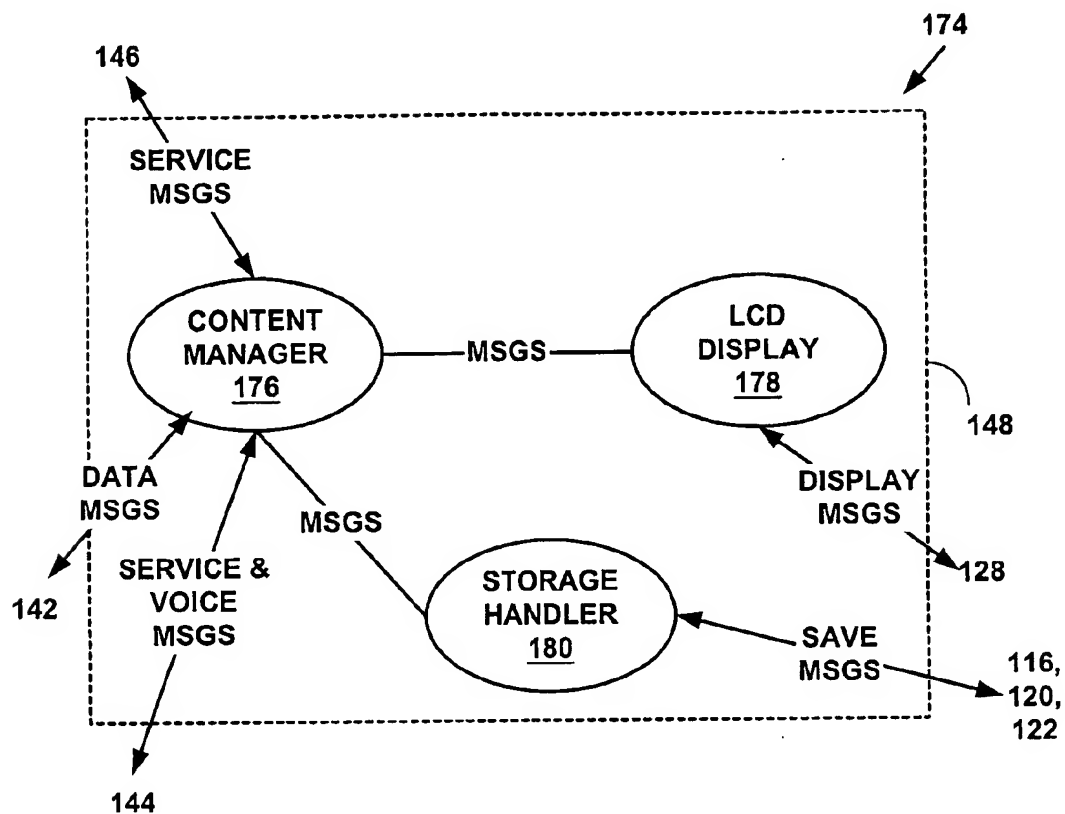 174
146
SERVICE
MSGS
CONTENT
MANAGER
176
MSGS
LCD
DISPLAY
178
148
DATA
MSGS
142
MSGS
DISPLAY
MSGS
128
SERVICE &
VOICE
MSGS
144
STORAGE
HANDLER
180
SAVE
MSGS
116,
120,
122